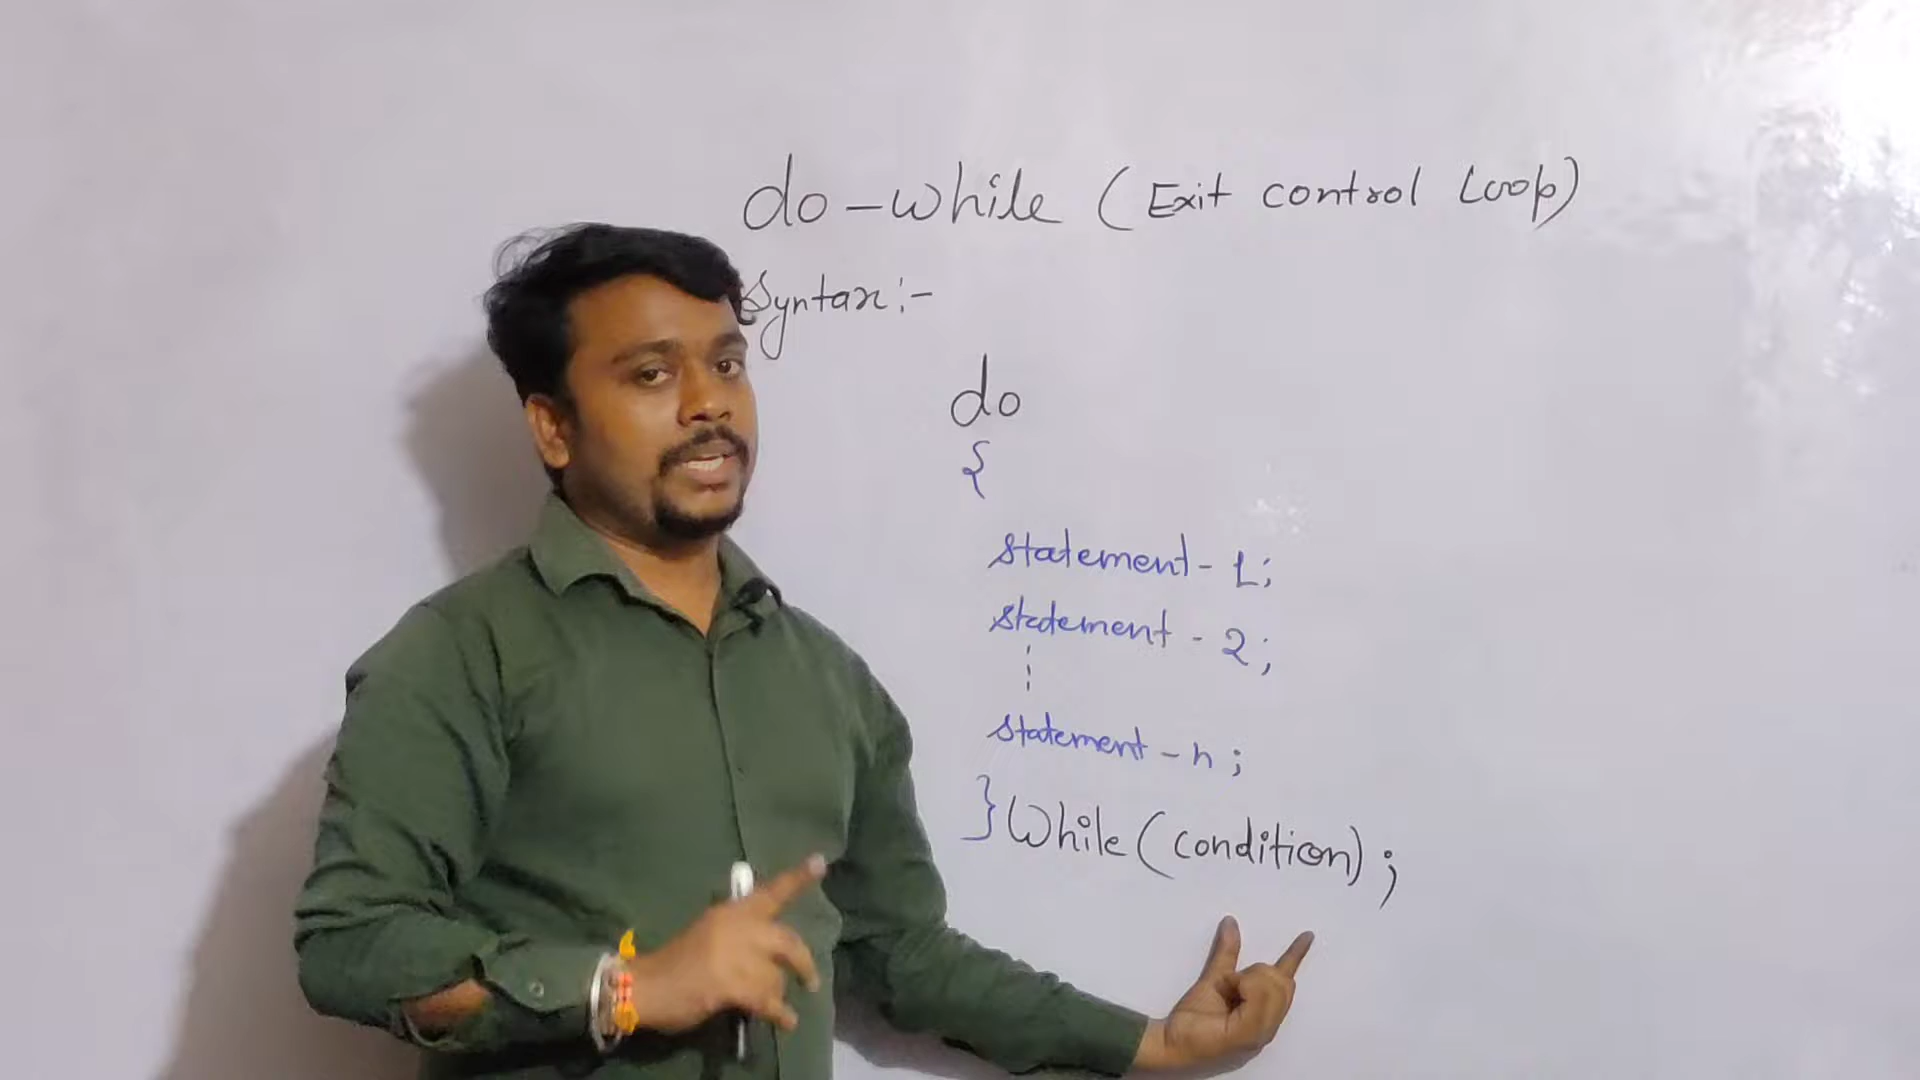 do-while (Exit control Loop)
Syntax:-
do
{
statement-1;
statement-2;
statement-n;
}While(condition);